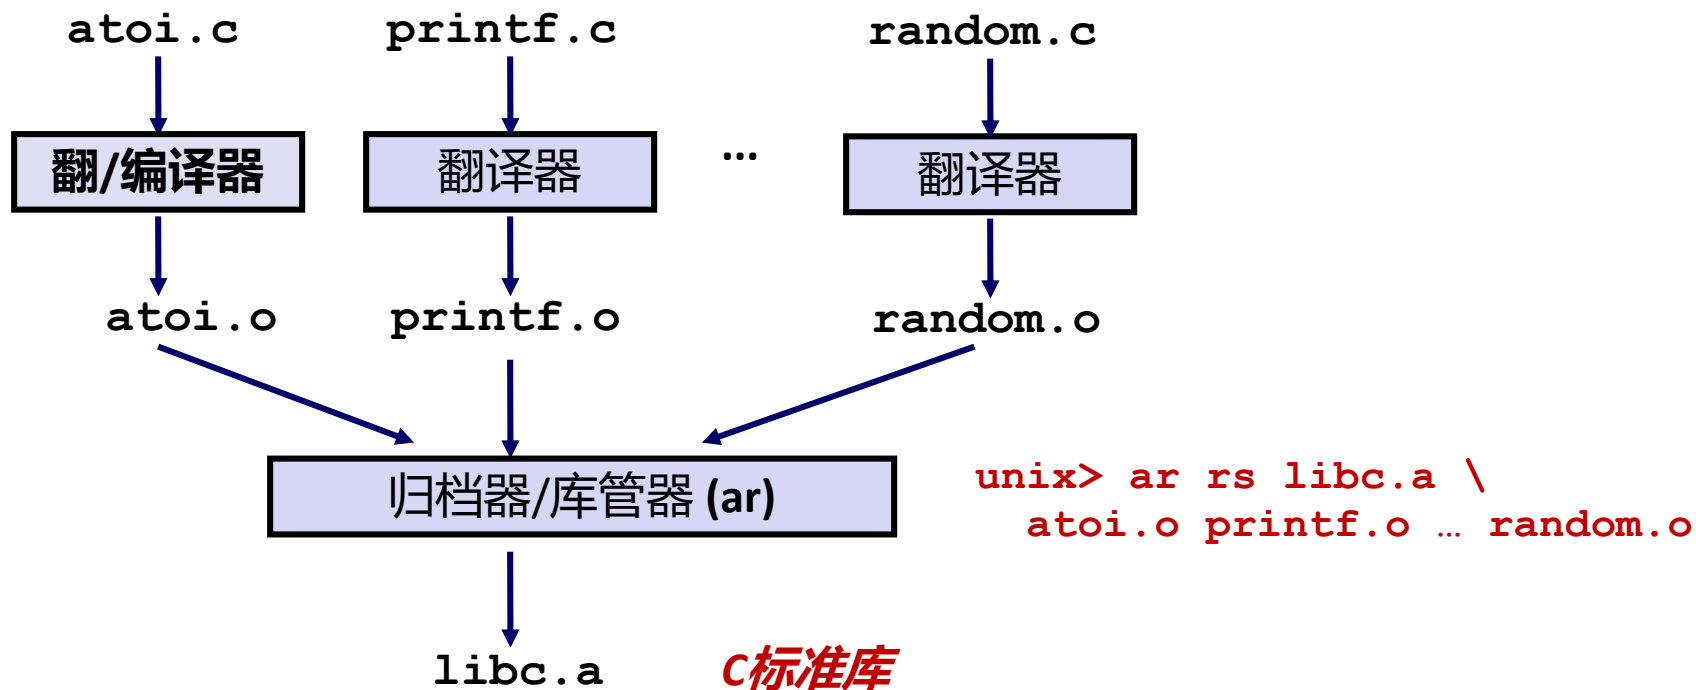 atoi.c
printf.c
random.c
翻/编译器
翻译器
…
翻译器
atoi.o
printf.o
random.o
归档器/库管器 (ar)
unix> ar rs libc.a \
atoi.o printf.o … random.o
libc.a
C标准库